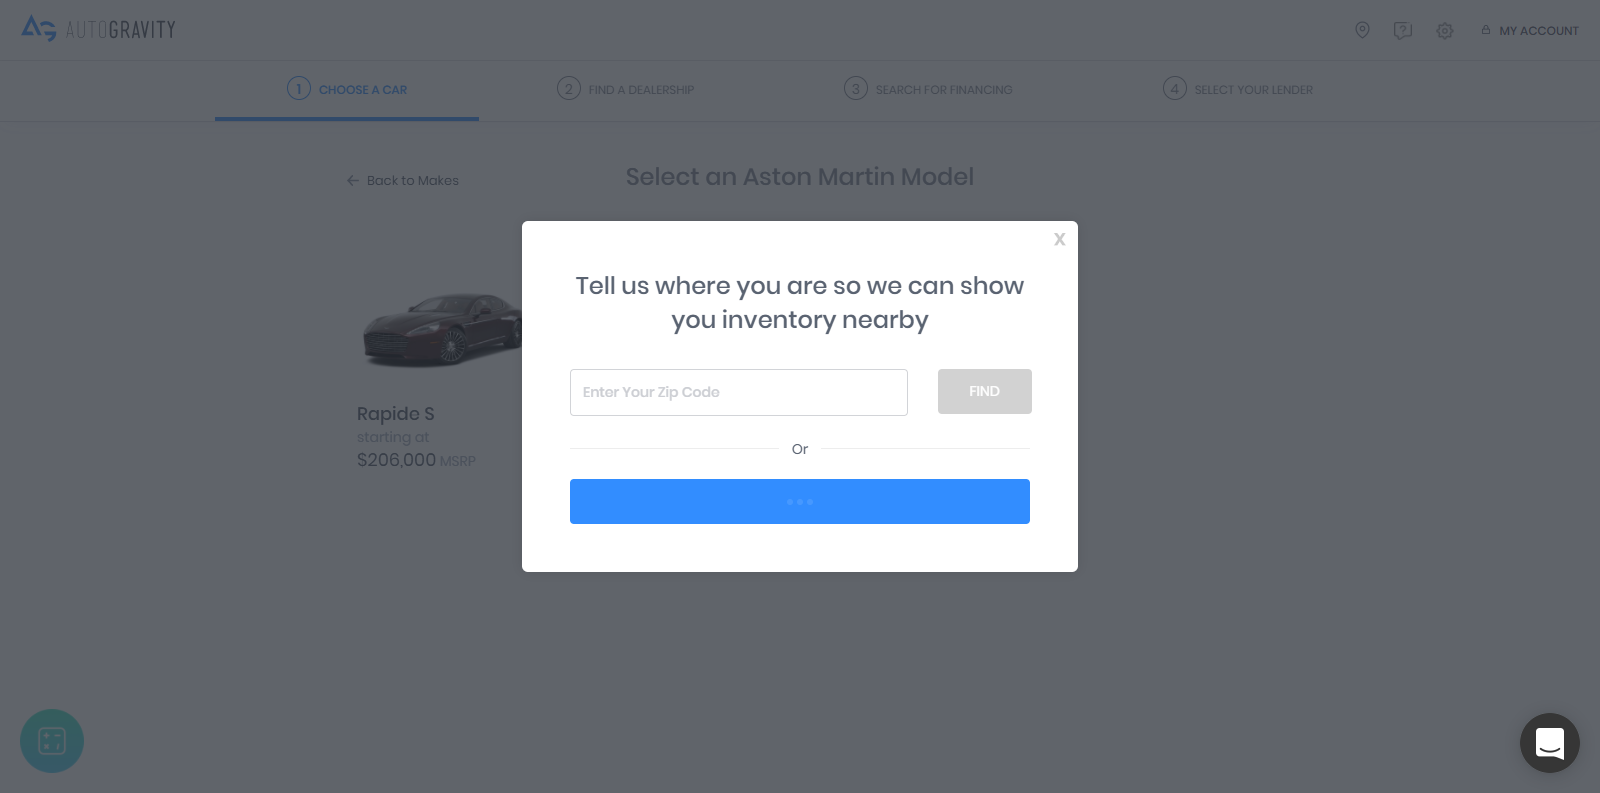 AUTOGRAVITY
MY ACCOUNT
1 CHOOSE A CAR
2 FIND A DEALERSHIP
3 SEARCH FOR FINANCING
4 SELECT YOUR LENDER
← Back to Makes
Select an Aston Martin Model
X
Tell us where you are so we can show
you inventory nearby
Enter Your Zip Code
FIND
Or
Rapide S
starting at
$206,000 MSRP